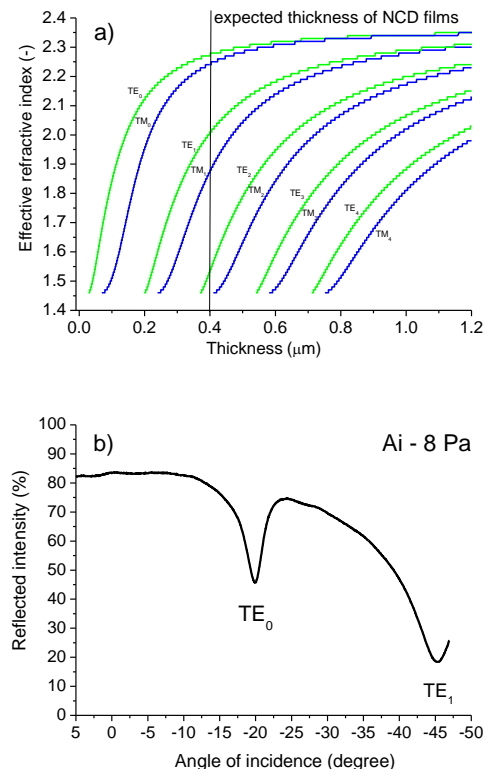 expected thickness of NCD films
a)
Effective refractive index (-)
2.4
2.3
2.2
2.1
2.0
1.9
1.8
1.7
1.6
1.5
1.4
TE0
TM0
TE1
TM1
TE2
TM2
TE3
TM3
TE4
TM4
0.0 0.2 0.4 0.6 0.8 1.0 1.2
Thickness (μm)
b)
Ai - 8 Pa
Reflected intensity (%)
100
90
80
70
60
50
40
30
20
10
0
TE0
TE1
5 0 -5 -10 -15 -20 -25 -30 -35 -40 -45 -50
Angle of incidence (degree)